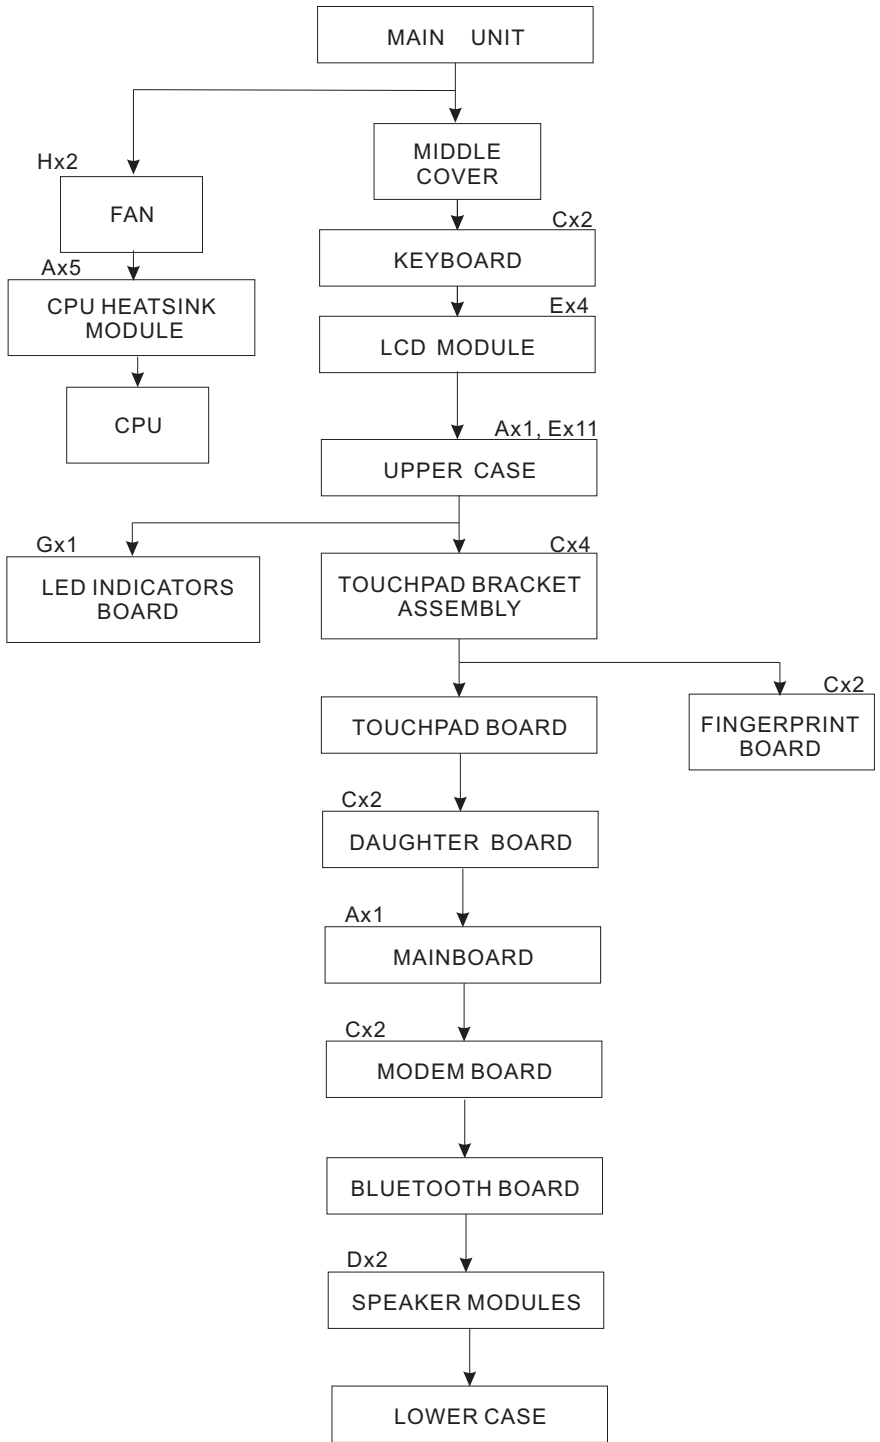 MAIN UNIT
MIDDLE
COVER
Hx2
FAN
Cx2
KEYBOARD
Ax5
CPU HEATSINK
MODULE
Ex4
LCD MODULE
CPU
Ax1, Ex11
UPPER CASE
Gx1
LED INDICATORS
BOARD
Cx4
TOUCHPAD BRACKET
ASSEMBLY
TOUCHPAD BOARD
Cx2
FINGERPRINT
BOARD
Cx2
DAUGHTER BOARD
Ax1
MAINBOARD
Cx2
MODEM BOARD
BLUETOOTH BOARD
Dx2
SPEAKER MODULES
LOWER CASE